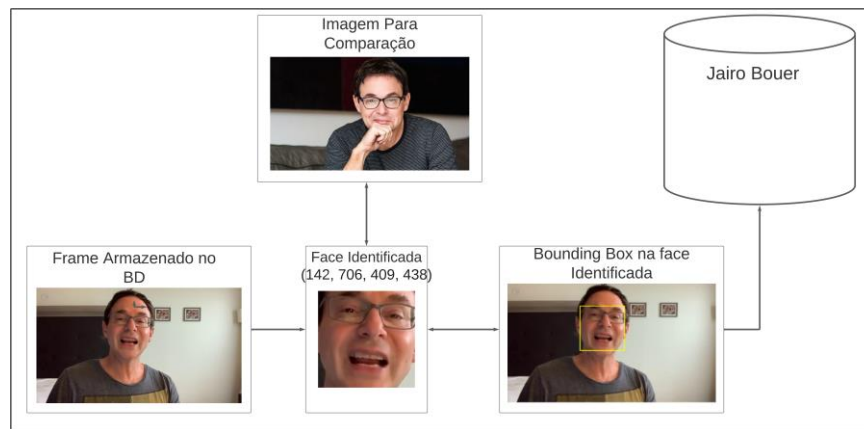 Imagem Para
Comparação
Jairo Bouer
Frame Armazenado no
BD
Face Identificada
(142, 706, 409, 438)
Bounding Box na face
Identificada